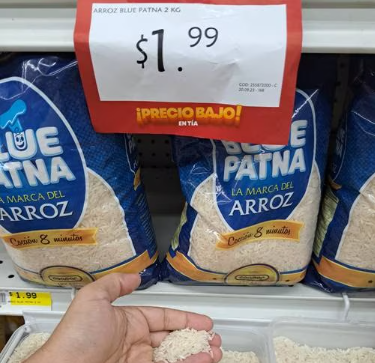 ARROZ BLUE PATNA 2 KG
$1.99
¡PRECIO BAJO!
EN TÍA
BLUE
PATNA
LA MARCA DEL
ARROZ
Cocción 8 minutos
PATNA
LA MARCA DEL
ARROZ
Cocción 8 minutos
$1.99